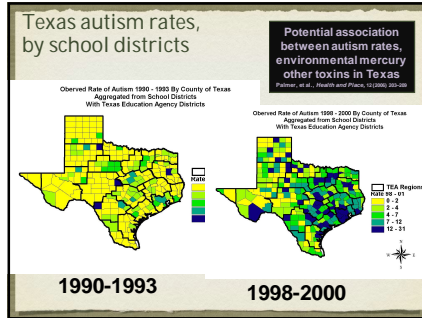 Texas autism rates,
by school districts
Potential association
between autism rates,
environmental mercury
other toxins in Texas
Palmer, et al., Health and Place, 12 (2006) 203-209
Oberved Rate of Autism 1990 - 1993 By County of Texas
Aggregated from School Districts
With Texas Education Agency Districts
Rate
Oberved Rate of Autism 1998 - 2000 By County of Texas
Aggregated from School Districts
With Texas Education Agency Districts
TEA Regions
Rate 98 - 01
0 - 2
2 - 4
4 - 7
7 - 12
12 - 31
N
W
E
S
1990-1993
1998-2000